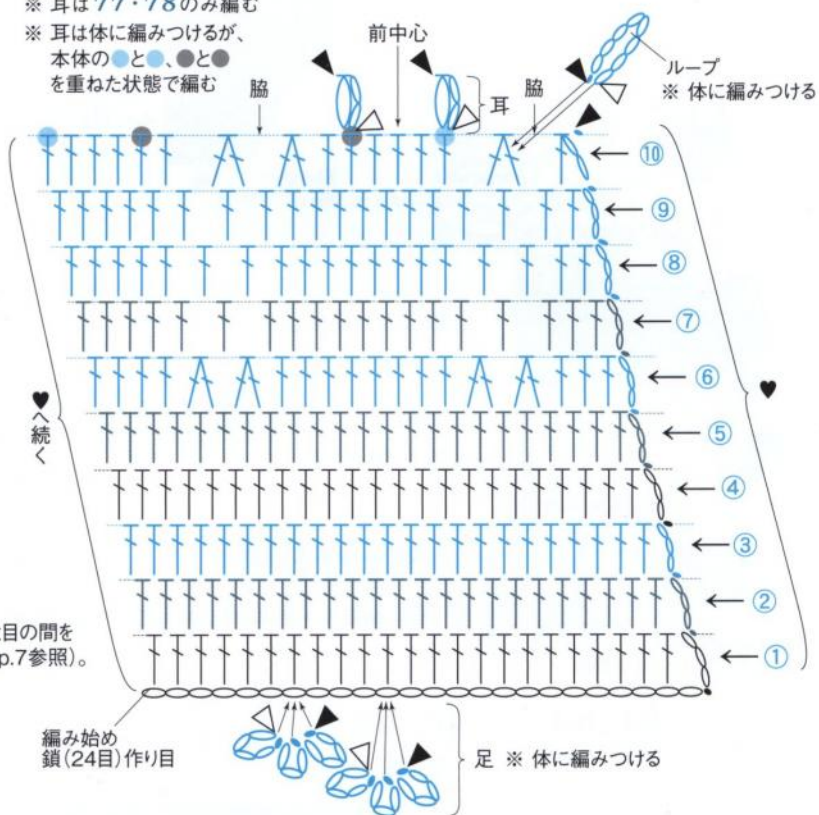 ※ 耳は77・78のみ編む
※ 耳は体に編みつけるが、
本体の●と●、●と●
を重ねた状態で編む
脇
前中心
耳
脇
ループ
※ 体に編みつける
⑩
⑨
⑧
⑦
⑥
⑤
④
③
②
①
♥へ続く
♥
目の間を
p.7参照)。
編み始め
鎖(24目)作り目
足 ※ 体に編みつける